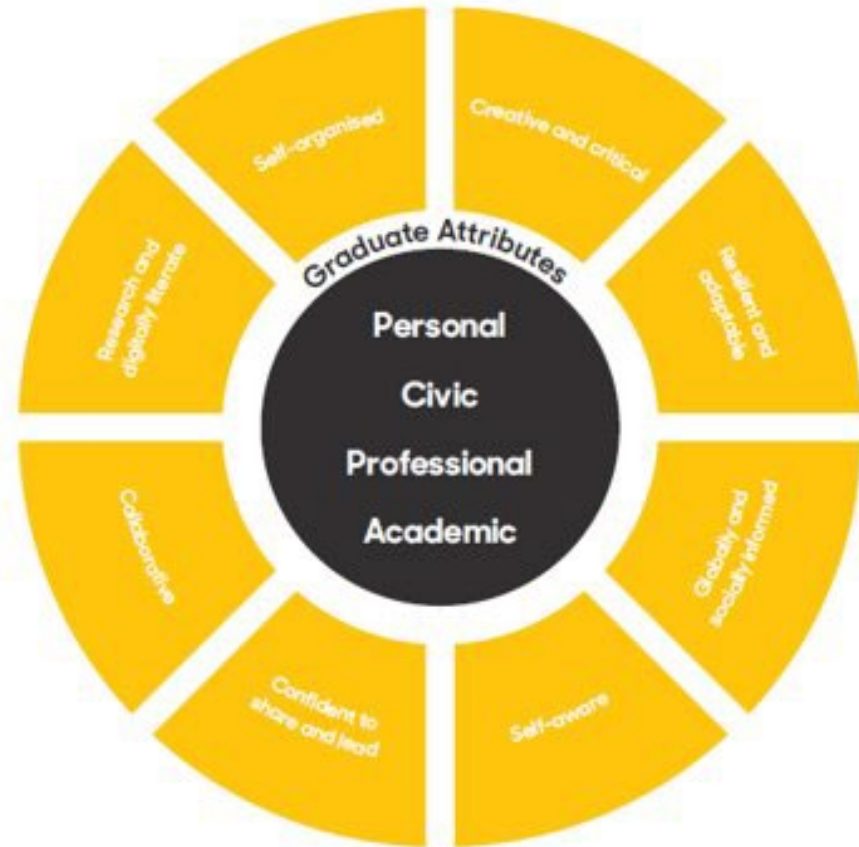 Graduate Attributes
Personal
Civic
Professional
Academic
Creative and critical
Resilient and
adaptable
Globally and
socially informed
Self-aware
Confident to
share and lead
Collaborative
Research and
digitally literate
Self-organised